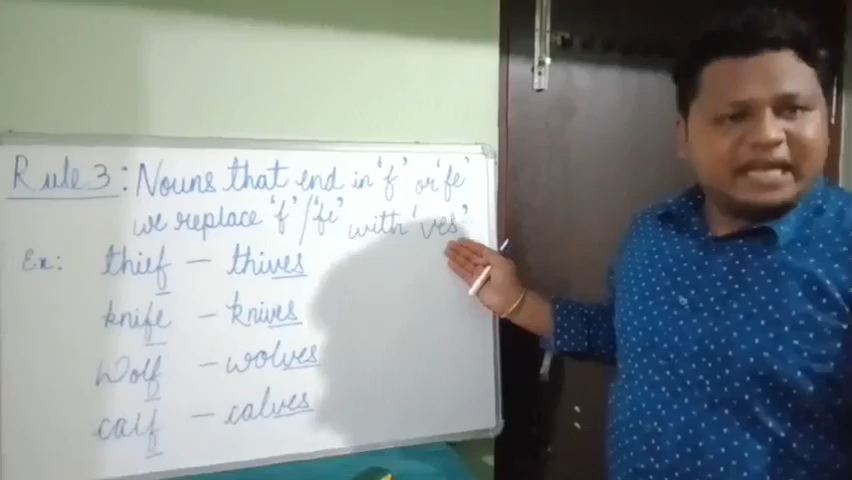 Rule 3: Nouns that end in 'f' or 'fe'
we replace 'f'/'fe' with 'ves'
Ex: thief – thives
knife – knives
Wolf – wolves
calf – calves